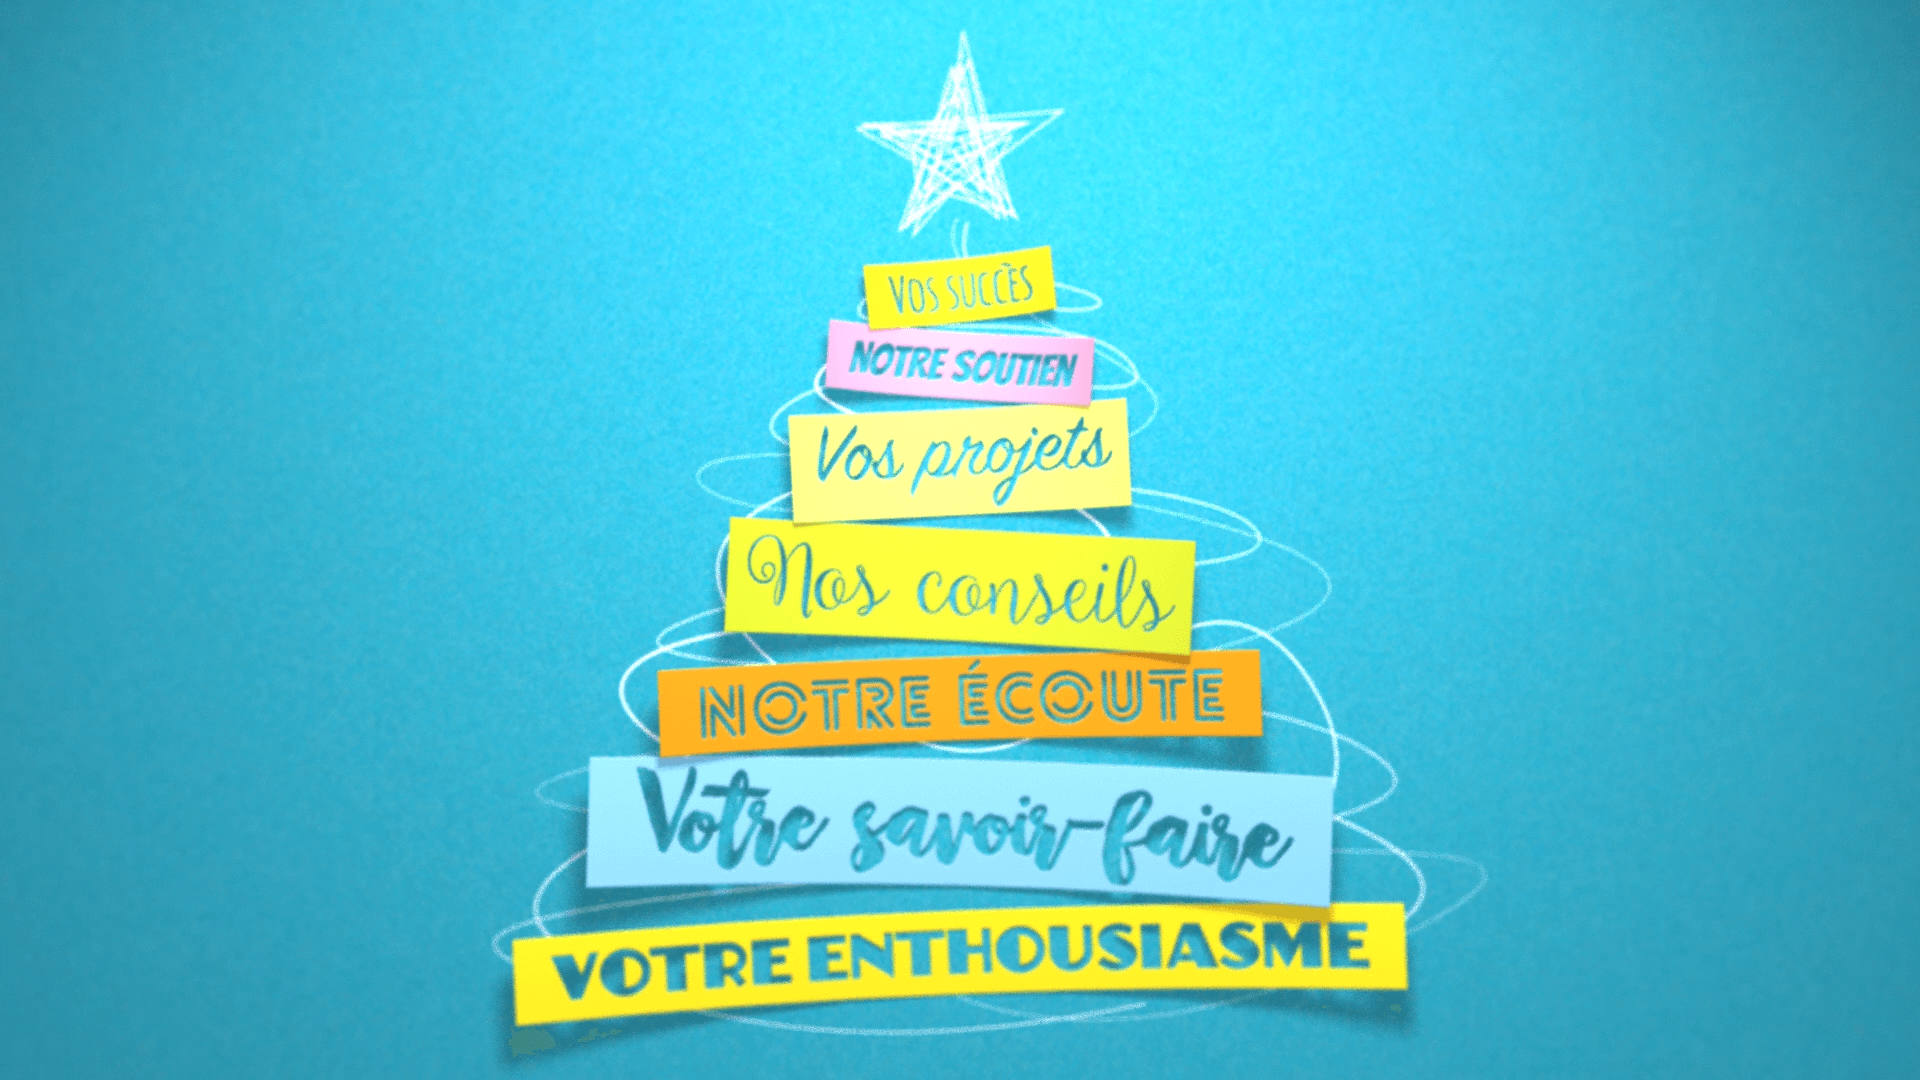 Vos succès
NOTRE SOUTIEN
Vos projets
Nos conseils
NOTRE ÉCOUTE
Votre savoir-faire
VOTRE ENTHOUSIASME